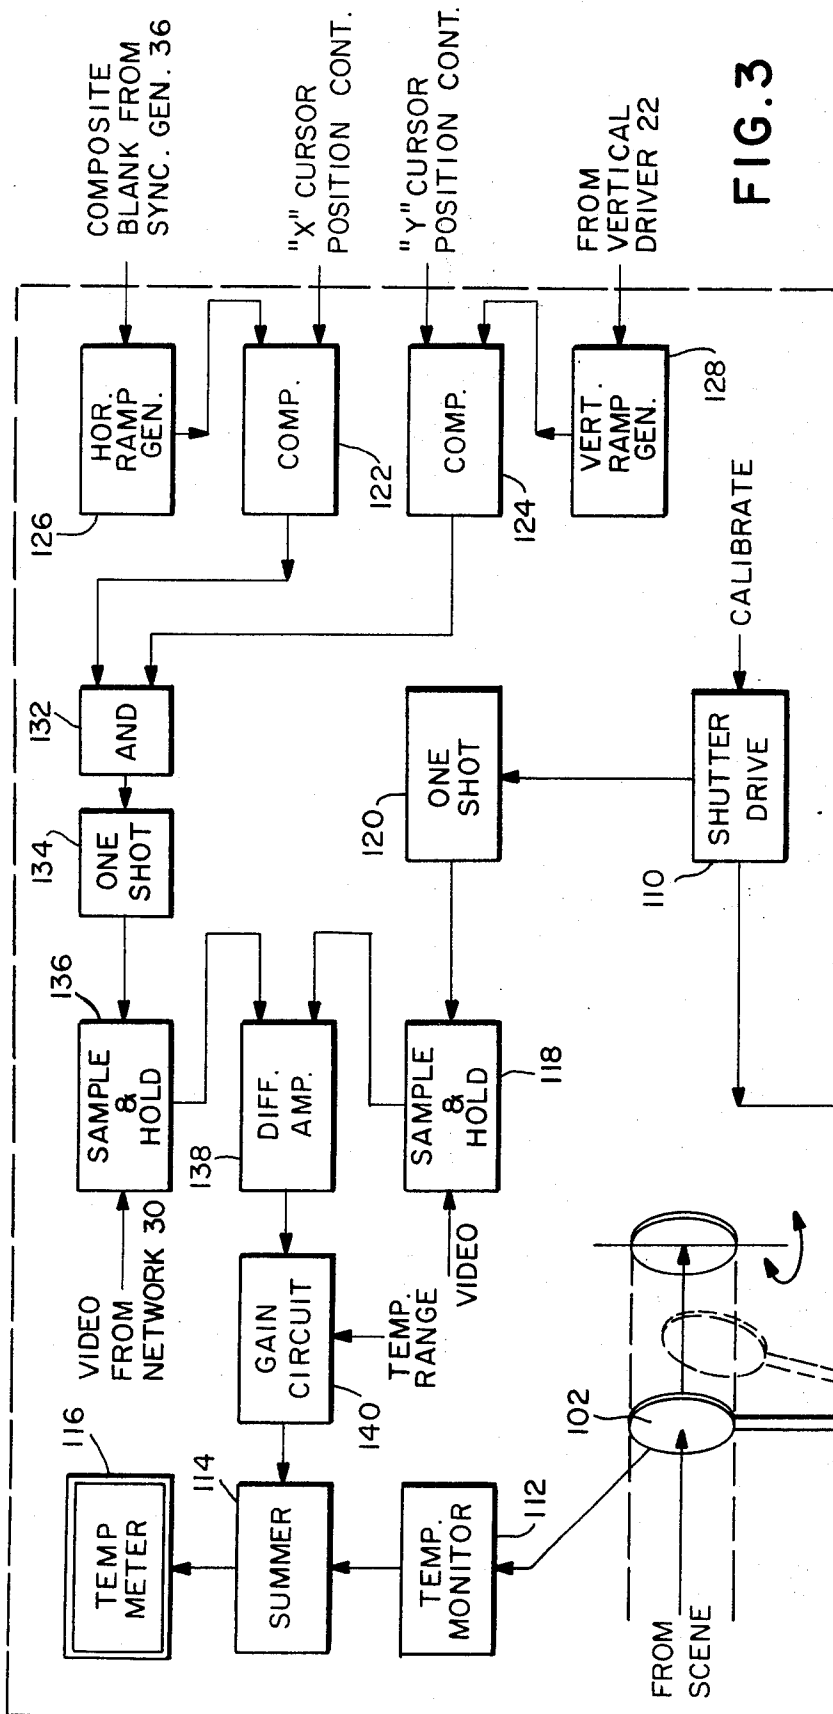 COMPOSITE
BLANK FROM
SYNC. GEN. 36
"X" CURSOR
POSITION CONT.
"Y" CURSOR
POSITION CONT.
FROM
VERTICAL
DRIVER 22
FIG. 3
HOR.
RAMP
GEN.
126
COMP.
122
COMP.
124
VERT.
RAMP
GEN.
128
CALIBRATE
132
AND
134
ONE
SHOT
120
ONE
SHOT
SHUTTER
DRIVE
110
136
SAMPLE
&
HOLD
DIFF.
AMP.
138
SAMPLE
&
HOLD
118
VIDEO
FROM
NETWORK 30
GAIN
CIRCUIT
140
TEMP.
RANGE
VIDEO
116
TEMP
METER
114
SUMMER
TEMP.
MONITOR
112
102
FROM
SCENE